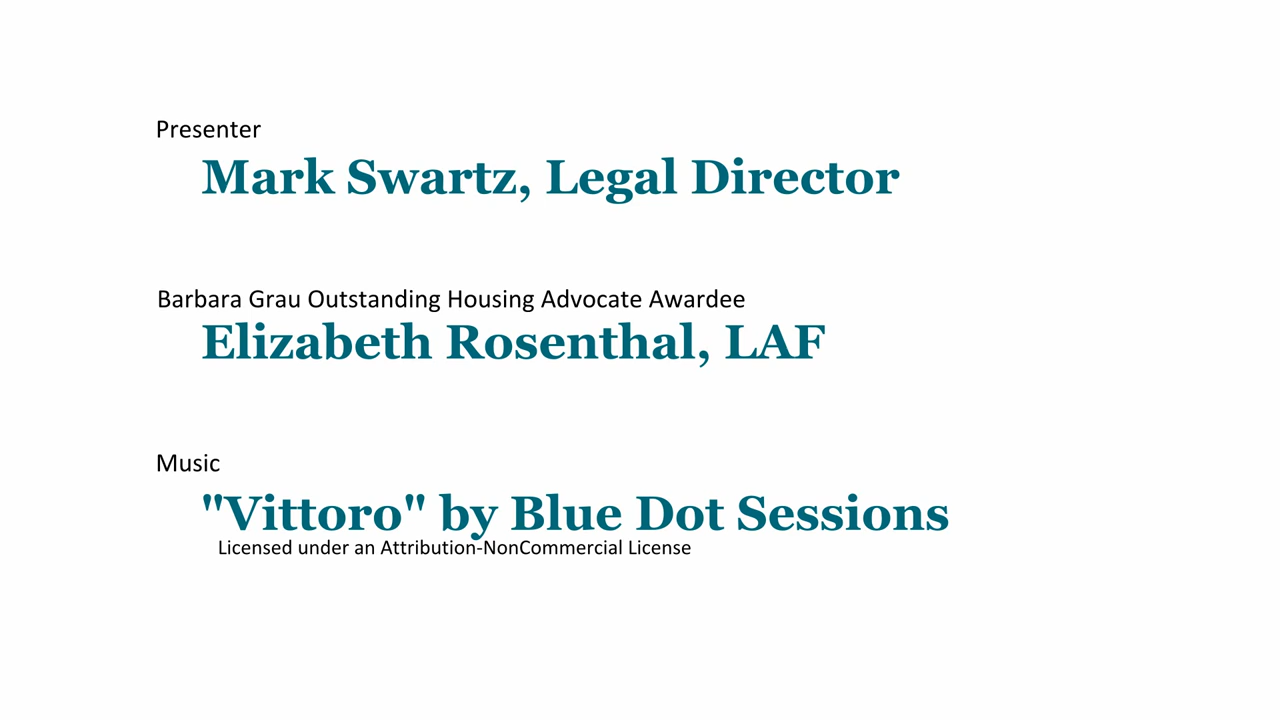 Presenter
Mark Swartz, Legal Director
Barbara Grau Outstanding Housing Advocate Awardee
Elizabeth Rosenthal, LAF
Music
"Vittoro" by Blue Dot Sessions
Licensed under an Attribution-NonCommercial License